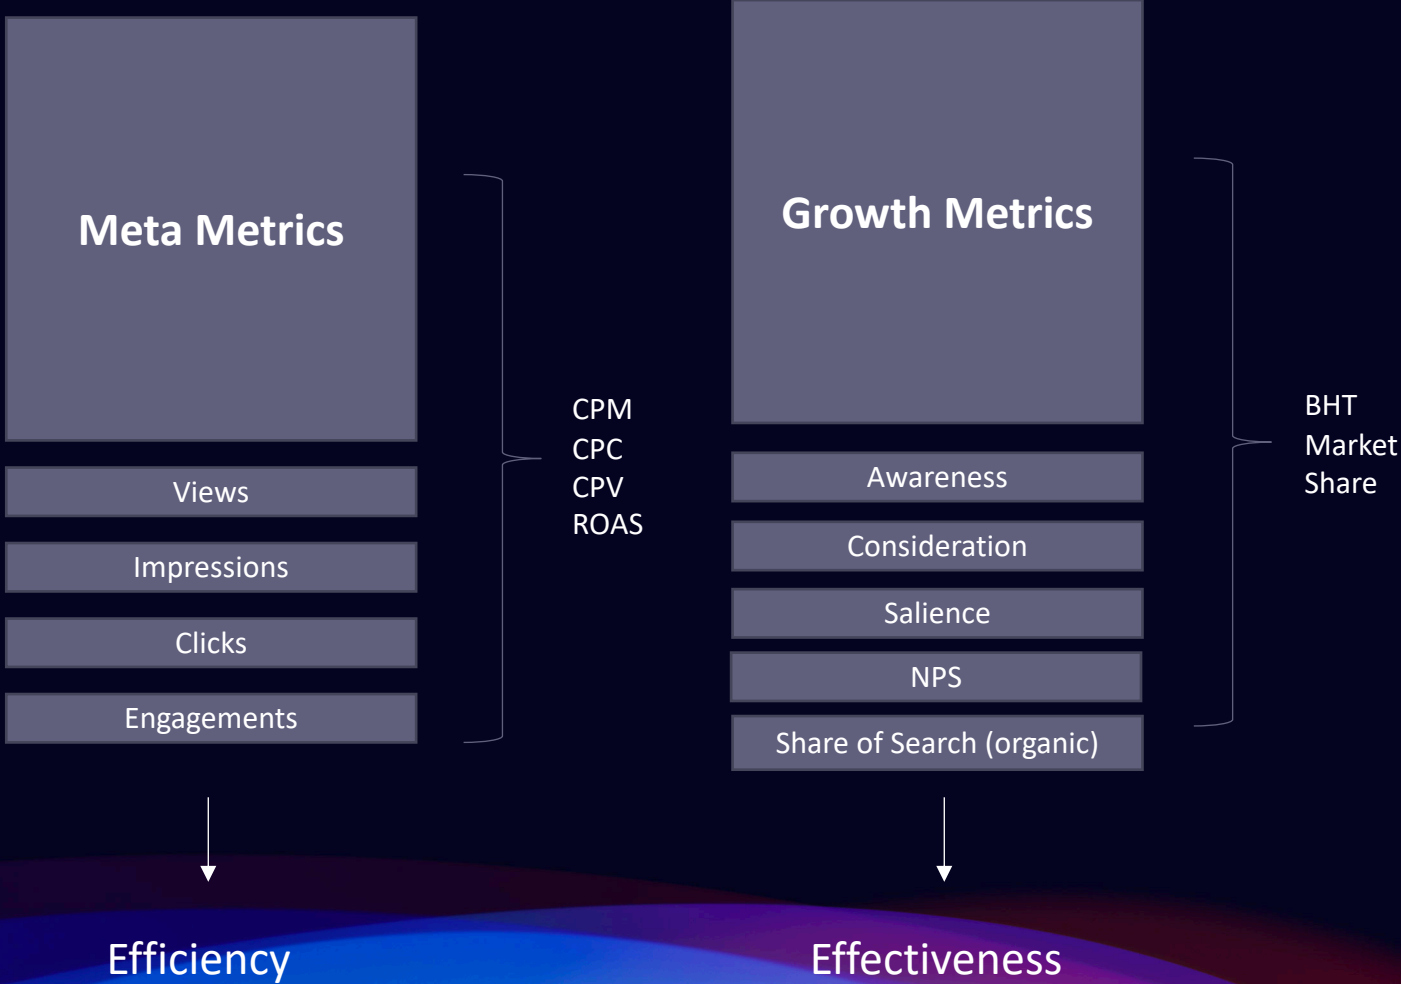 Meta Metrics
Views
Impressions
Clicks
Engagements
CPM
CPC
CPV
ROAS
Efficiency
Growth Metrics
Awareness
Consideration
Salience
NPS
Share of Search (organic)
BHT
Market
Share
Effectiveness